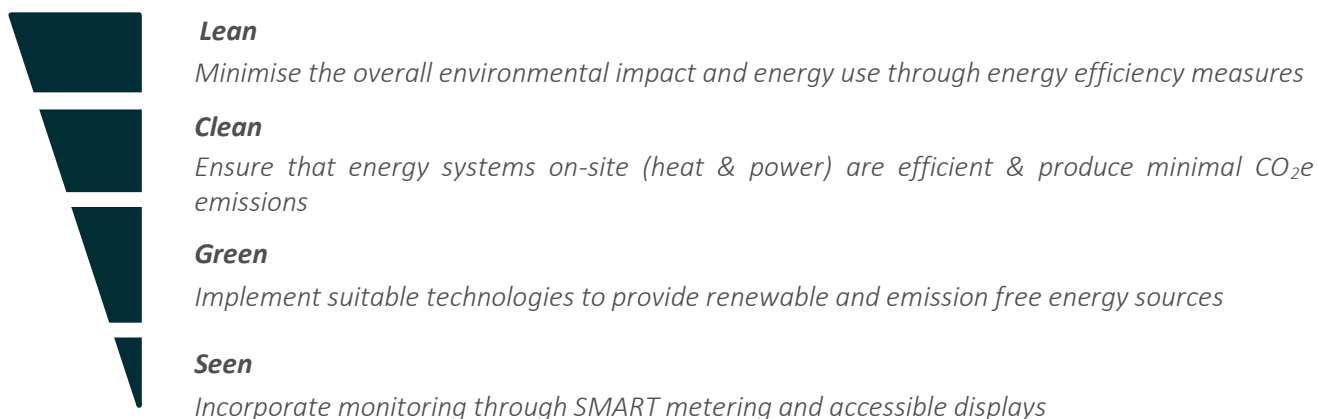 Lean
Minimise the overall environmental impact and energy use through energy efficiency measures
Clean
Ensure that energy systems on-site (heat & power) are efficient & produce minimal CO₂e
emissions
Green
Implement suitable technologies to provide renewable and emission free energy sources
Seen
Incorporate monitoring through SMART metering and accessible displays